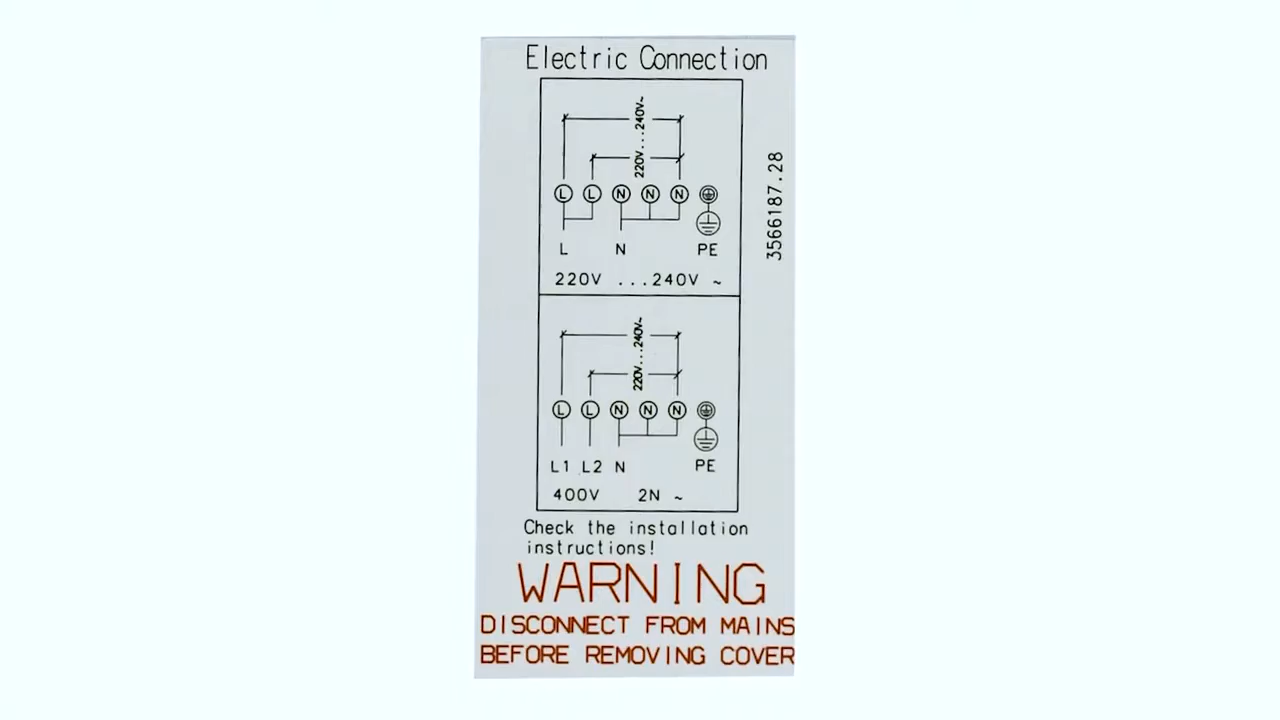 Electric Connection
220V...240V~
220V...240V~
L L N N N
L N PE
220V ...240V ~
3566187.28
220V...240V~
220V...240V~
L L N N N
L1 L2 N PE
400V 2N ~
Check the installation
instructions!
WARNING
DISCONNECT FROM MAINS
BEFORE REMOVING COVER